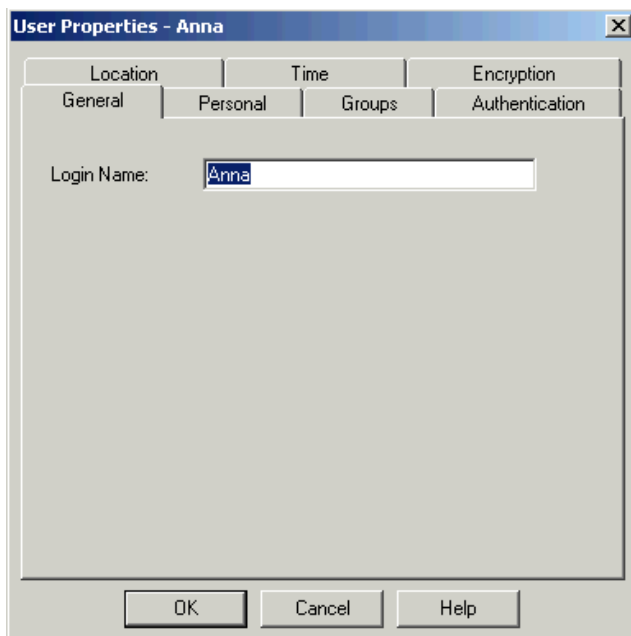 User Properties - Anna
Location Time Encryption
General Personal Groups Authentication
Login Name: Anna
OK Cancel Help